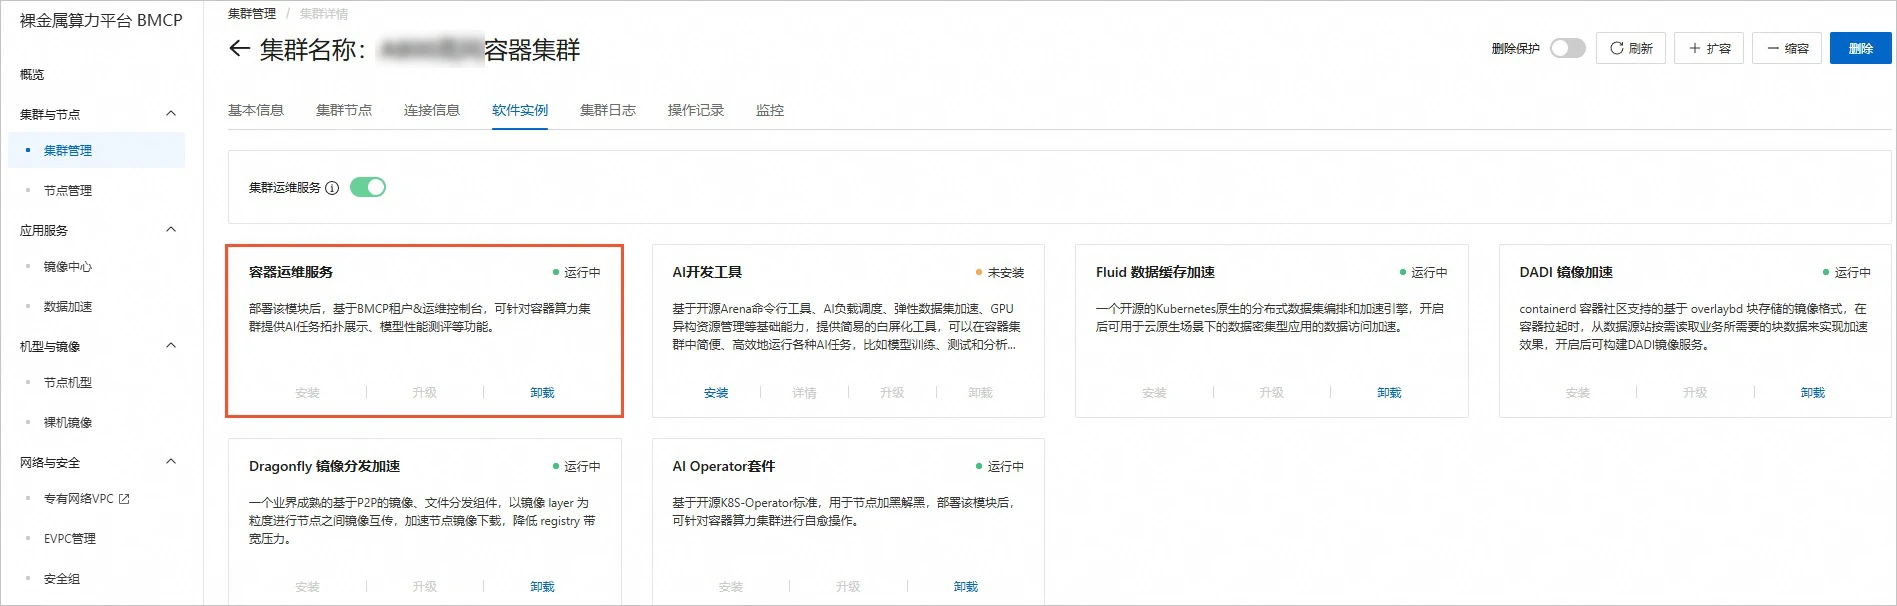 裸金属算力平台 BMCP
概览
集群与节点
集群管理
节点管理
应用服务
镜像中心
数据加速
机型与镜像
节点机型
裸机镜像
网络与安全
专有网络VPC
EVPC管理
安全组
集群管理 / 集群详情
集群名称：
容器集群
删除保护
刷新
扩容
缩容
删除
基本信息
集群节点
连接信息
软件实例
集群日志
操作记录
监控
集群运维服务
容器运维服务
运行中
部署该模块后，基于BMCP租户&运维控制台，可针对容器算力集
群提供AI任务拓扑展示、模型性能测评等功能。
安装
升级
卸载
AI开发工具
未安装
基于开源Arena命令行工具、AI负载调度、弹性数据集加速、GPU
异构资源管理等基础能力，提供简易的白屏化工具，可以在容器集
群中简便、高效地运行各种AI任务，比如模型训练、测试和分析...
安装
详情
升级
卸载
Fluid 数据缓存加速
运行中
一个开源的Kubernetes原生的分布式数据集编排和加速引擎，开启
后可用于云原生场景下的数据密集型应用的数据访问加速。
安装
升级
卸载
DADI 镜像加速
运行中
containerd 容器社区支持的基于 overlaybd 块存储的镜像格式，在
容器拉起时，从数据源站按需读取业务所需要的块数据来实现加速
效果，开启后可构建DADI镜像服务。
安装
升级
卸载
Dragonfly 镜像分发加速
运行中
一个业界成熟的基于P2P的镜像、文件分发组件，以镜像 layer 为
粒度进行节点之间镜像互传，加速节点镜像下载，降低 registry 带
宽压力。
安装
升级
卸载
AI Operator套件
运行中
基于开源K8S-Operator标准，用于节点加黑解黑，部署该模块后，
可针对容器算力集群进行自愈操作。
安装
升级
卸载